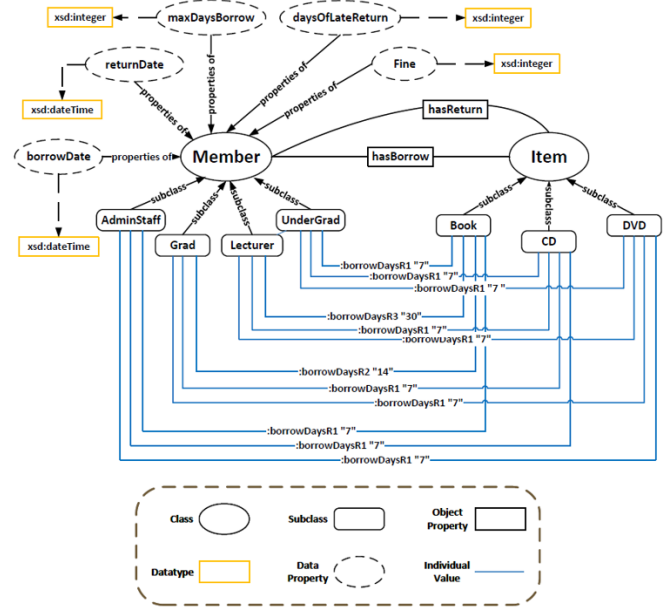 xsd:integer
maxDaysBorrow
daysOfLateReturn
xsd:integer
returnDate
Fine
xsd:integer
properties of
properties of
properties of
properties of
xsd:dateTime
hasReturn
borrowDate
properties of
Member
hasBorrow
Item
subclass
subclass
subclass
subclass
subclass
subclass
subclass
AdminStaff
UnderGrad
Book
DVD
Grad
Lecturer
CD
xsd:dateTime
:borrowDaysR1 "7"
:borrowDaysR1 "7"
:borrowDaysR1 "7 "
:borrowDaysR3 "30"
:borrowDaysR1 "7"
:borrowDaysR1 "7"
:borrowDaysR2 "14"
:borrowDaysR1 "7"
:borrowDaysR1 "7"
:borrowDaysR1 "7"
:borrowDaysR1 "7"
:borrowDaysR1 "7"
Class
Subclass
Object
Property
Datatype
Data
Property
Individual
Value